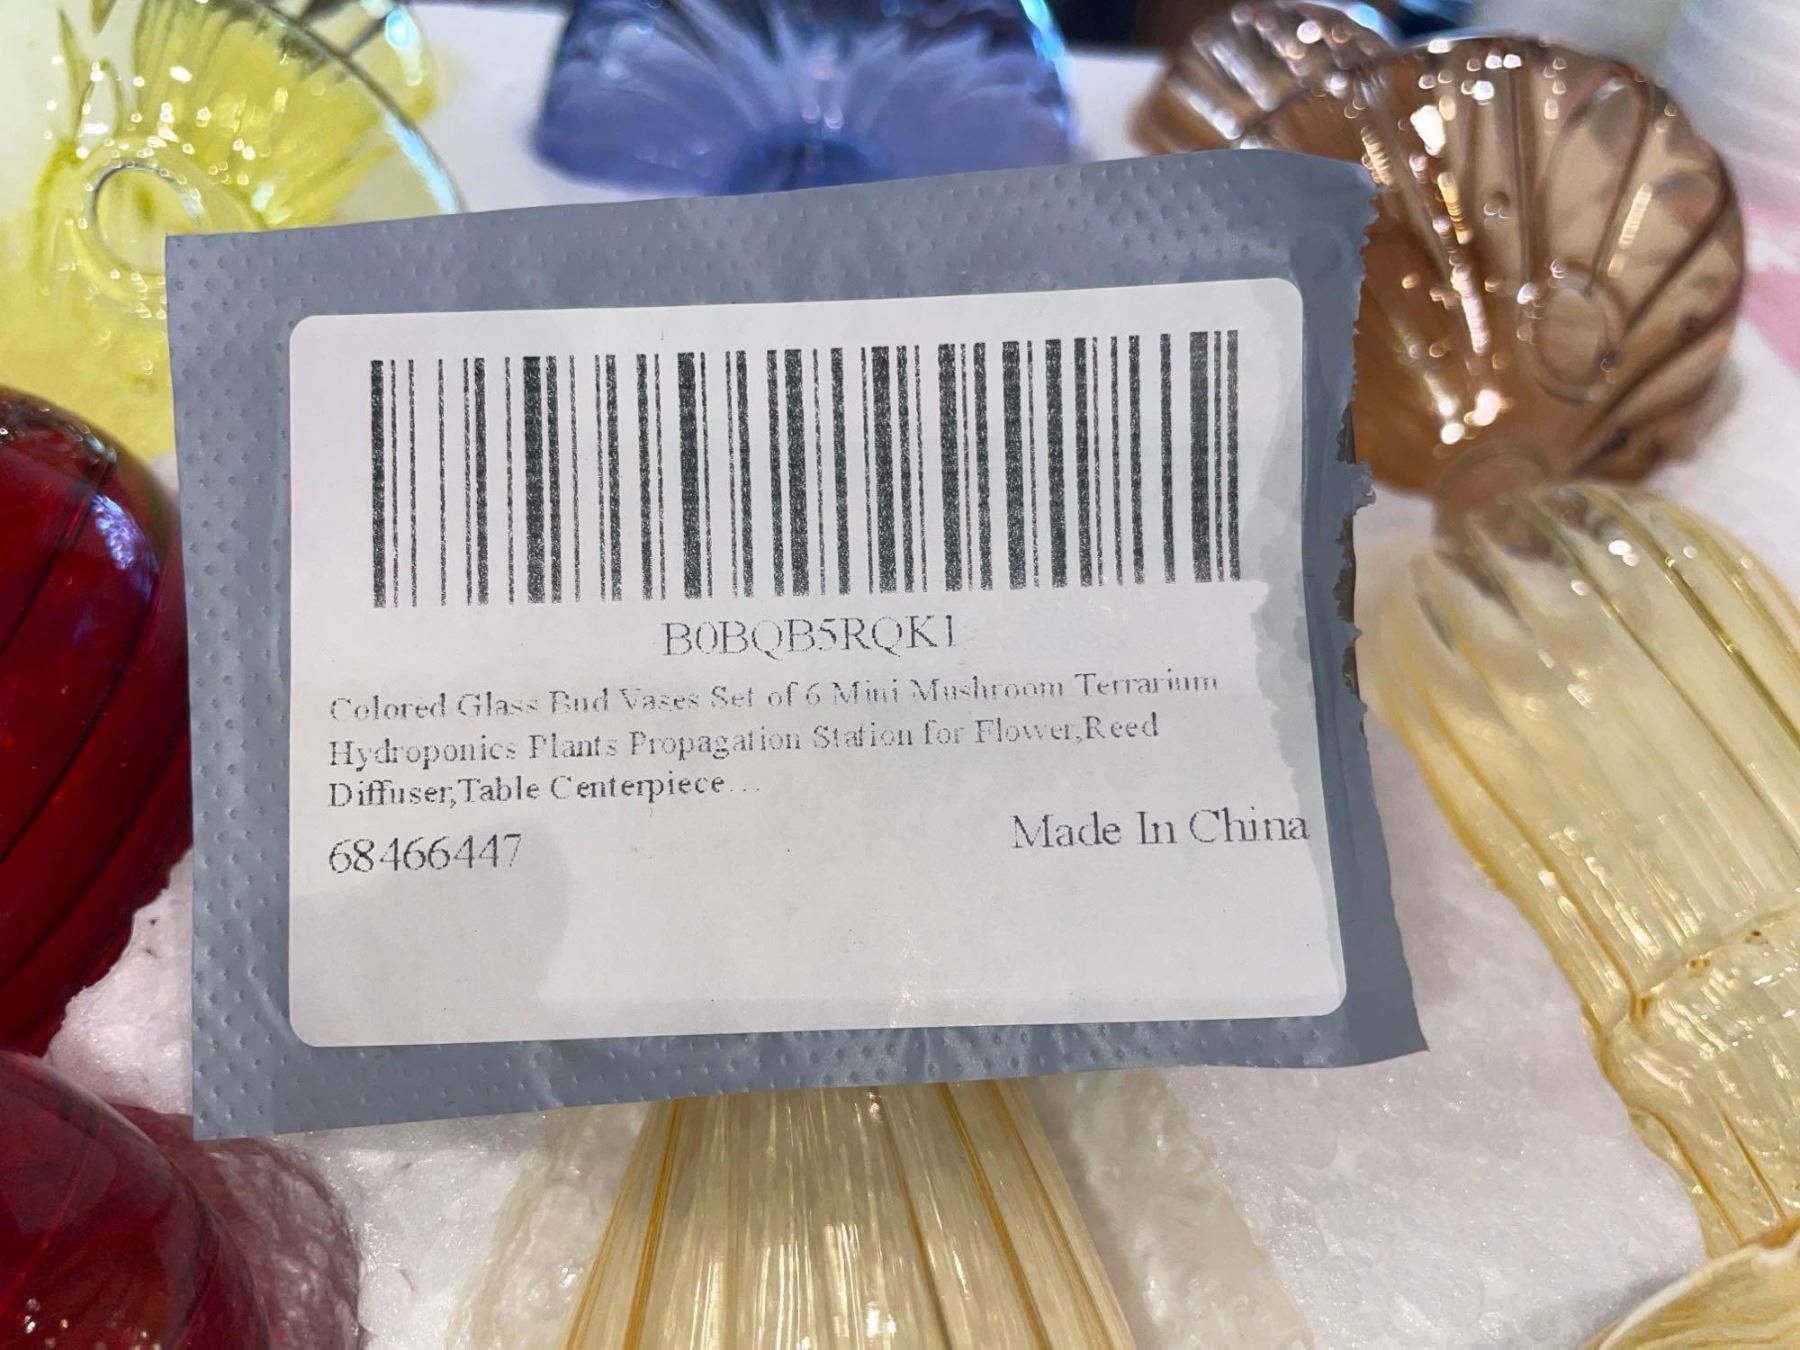 B0BQB5RQK1
Colored Glass Bud Vases Set of 6 Mini Mushroom Terrarium
Hydroponics Plants Propagation Station for Flower,Reed
Diffuser,Table Centerpiece…
68466447
Made In China